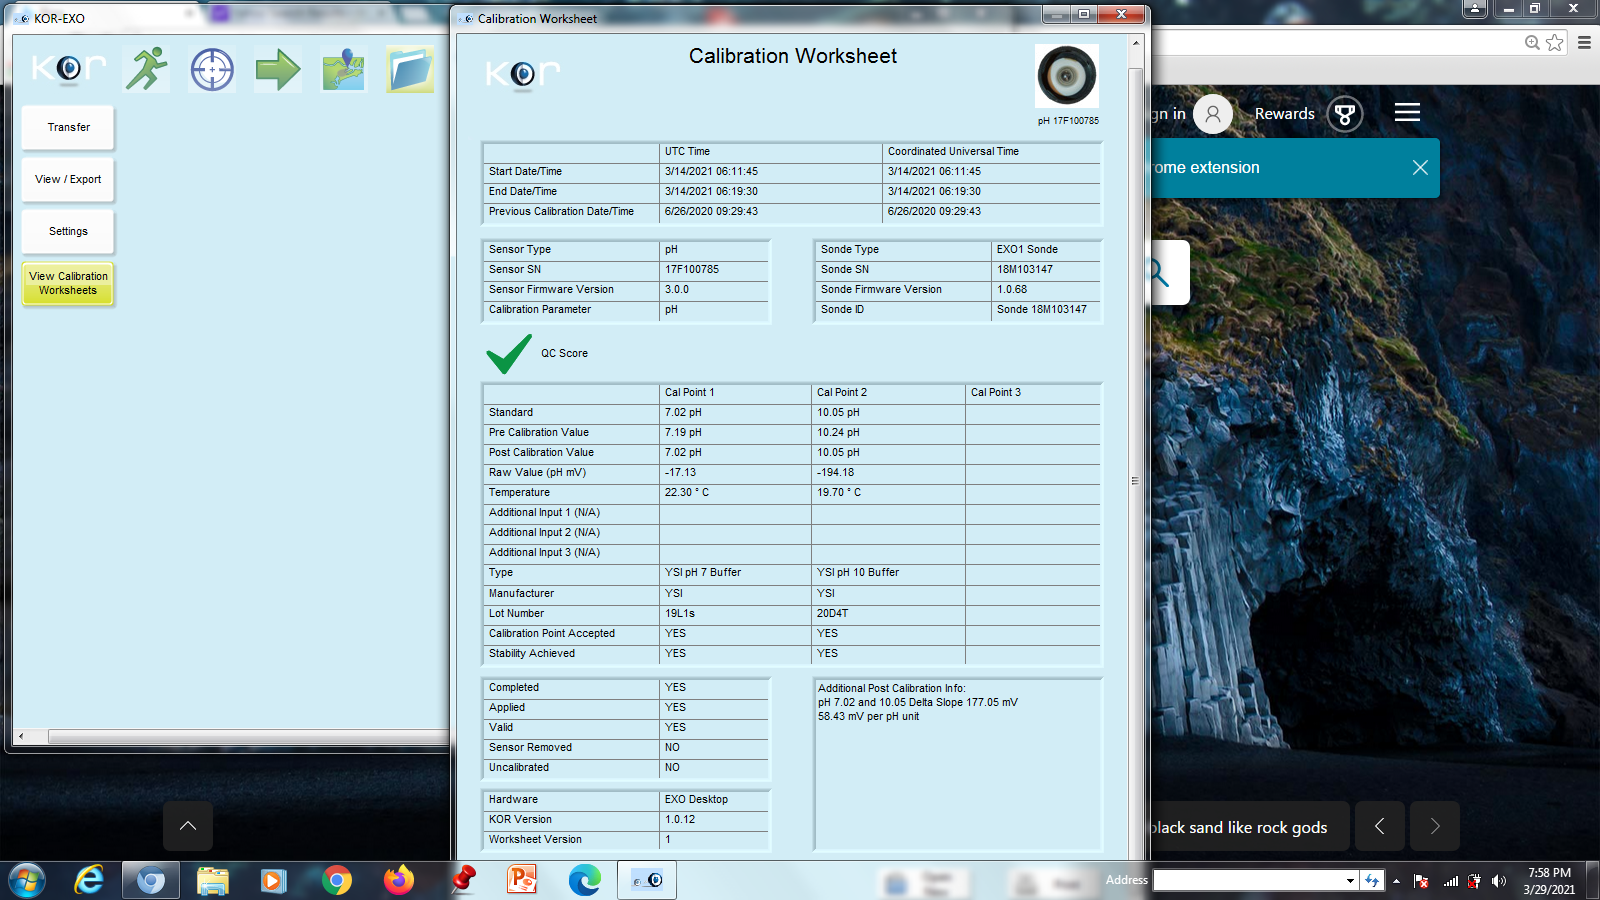 KOR-EXO
Calibration Worksheet
kor
Transfer
View / Export
Settings
View Calibration
Worksheets
kor
Calibration Worksheet
pH 17F100785
UTC Time Coordinated Universal Time
Start Date/Time 3/14/2021 06:11:45 3/14/2021 06:11:45
End Date/Time 3/14/2021 06:19:30 3/14/2021 06:19:30
Previous Calibration Date/Time 6/26/2020 09:29:43 6/26/2020 09:29:43
Sensor Type pH Sonde Type EXO1 Sonde
Sensor SN 17F100785 Sonde SN 18M103147
Sensor Firmware Version 3.0.0 Sonde Firmware Version 1.0.68
Calibration Parameter pH Sonde ID Sonde 18M103147
QC Score
Cal Point 1 Cal Point 2 Cal Point 3
Standard 7.02 pH 10.05 pH
Pre Calibration Value 7.19 pH 10.24 pH
Post Calibration Value 7.02 pH 10.05 pH
Raw Value (pH mV) -17.13 -194.18
Temperature 22.30 ° C 19.70 ° C
Additional Input 1 (N/A)
Additional Input 2 (N/A)
Additional Input 3 (N/A)
Type YSI pH 7 Buffer YSI pH 10 Buffer
Manufacturer YSI YSI
Lot Number 19L1s 20D4T
Calibration Point Accepted YES YES
Stability Achieved YES YES
Completed YES
Applied YES
Valid YES
Sensor Removed NO
Uncalibrated NO
Additional Post Calibration Info:
pH 7.02 and 10.05 Delta Slope 177.05 mV
58.43 mV per pH unit
Hardware EXO Desktop
KOR Version 1.0.12
Worksheet Version 1
gn in Rewards
rome extension
black sand like rock gods
Address
7:58 PM
3/29/2021